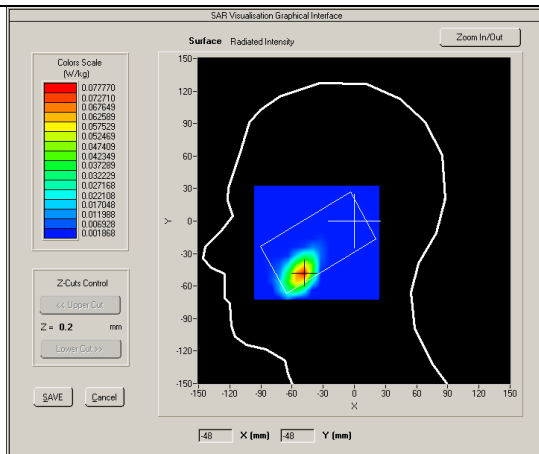 SAR Visualisation Graphical Interface
Surface Radiated Intensity
Zoom In/Out
Colors Scale
(W/kg)
0.077770
0.072710
0.067649
0.062589
0.057529
0.052469
0.047409
0.042349
0.037289
0.032229
0.027168
0.022108
0.017048
0.011988
0.006928
0.001868
Z-Cuts Control
<< Upper Cut
Z = 0.2 mm
Lower Cut >>
SAVE
Cancel
150
120
90
60
30
0
-30
-60
-90
-120
-150
Y
-150 -120 -90 -60 -30 0 30 60 90 120 150
X
-48 X (mm) -48 Y (mm)